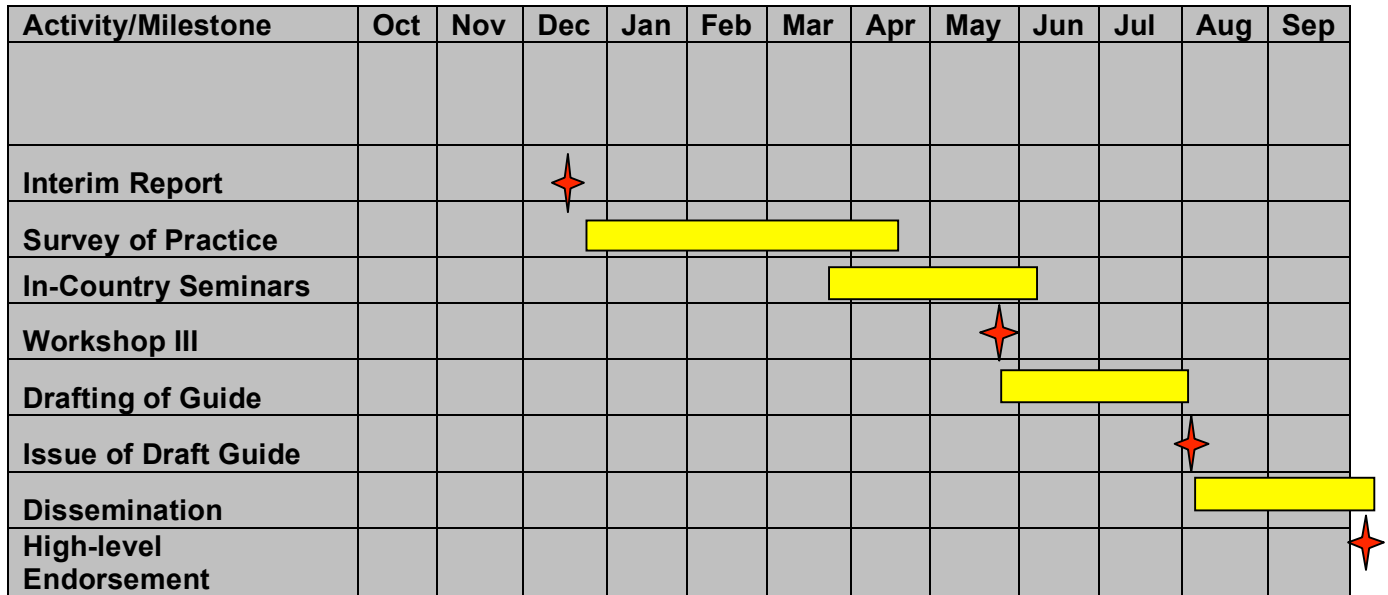 Activity/Milestone Oct Nov Dec Jan Feb Mar Apr May Jun Jul Aug Sep
Interim Report
Survey of Practice
In-Country Seminars
Workshop III
Drafting of Guide
Issue of Draft Guide
Dissemination
High-level
Endorsement